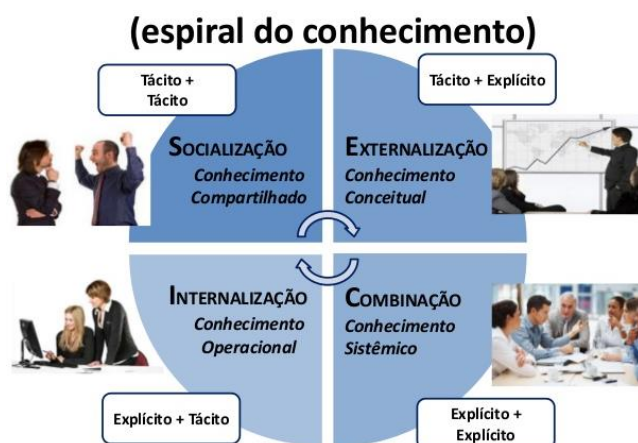 (espiral do conhecimento)
Tácito +
Tácito
Tácito + Explícito
SOCIALIZAÇÃO
Conhecimento
Compartilhado
EXTERNALIZAÇÃO
Conhecimento
Conceitual
INTERNALIZAÇÃO
Conhecimento
Operacional
COMBINAÇÃO
Conhecimento
Sistêmico
Explícito + Tácito
Explícito +
Explícito